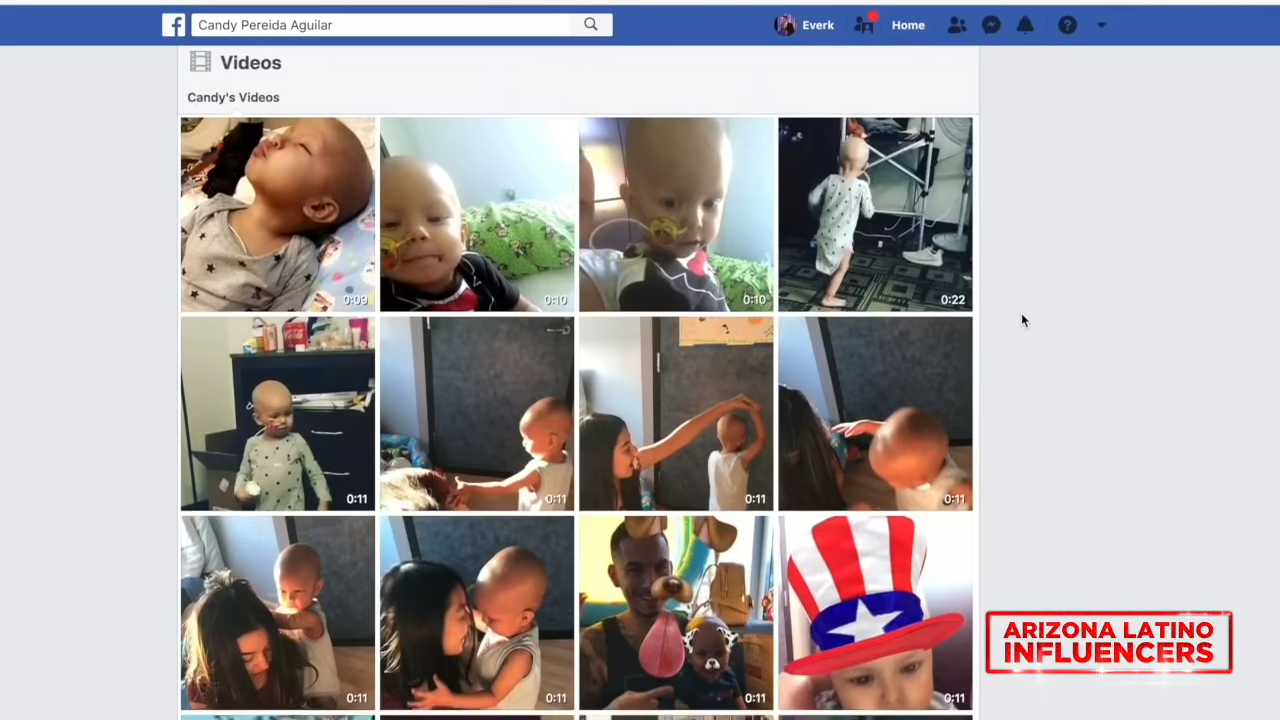 f
Candy Pereida Aguilar
Everk
Home
Videos
Candy's Videos
0:09
0:10
0:10
0:22
0:11
0:11
0:11
0:11
0:11
0:11
0:11
0:11
ARIZONA LATINO
INFLUENCERS